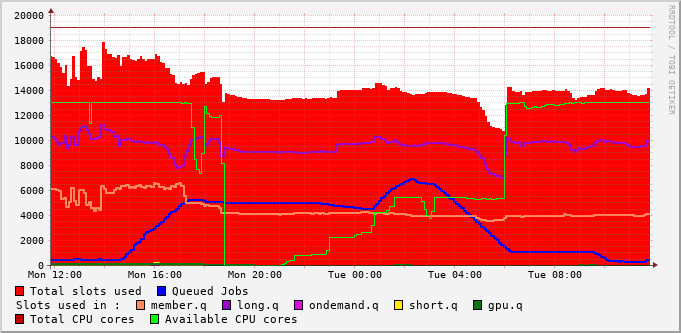 20000
18000
16000
14000
12000
10000
8000
6000
4000
2000
0
Mon 12:00 Mon 16:00 Mon 20:00 Tue 00:00 Tue 04:00 Tue 08:00
Total slots used Queued Jobs
Slots used in : member.q long.q ondemand.q short.q gpu.q
Total CPU cores Available CPU cores
RRDTOOL / TOBI OETIKER